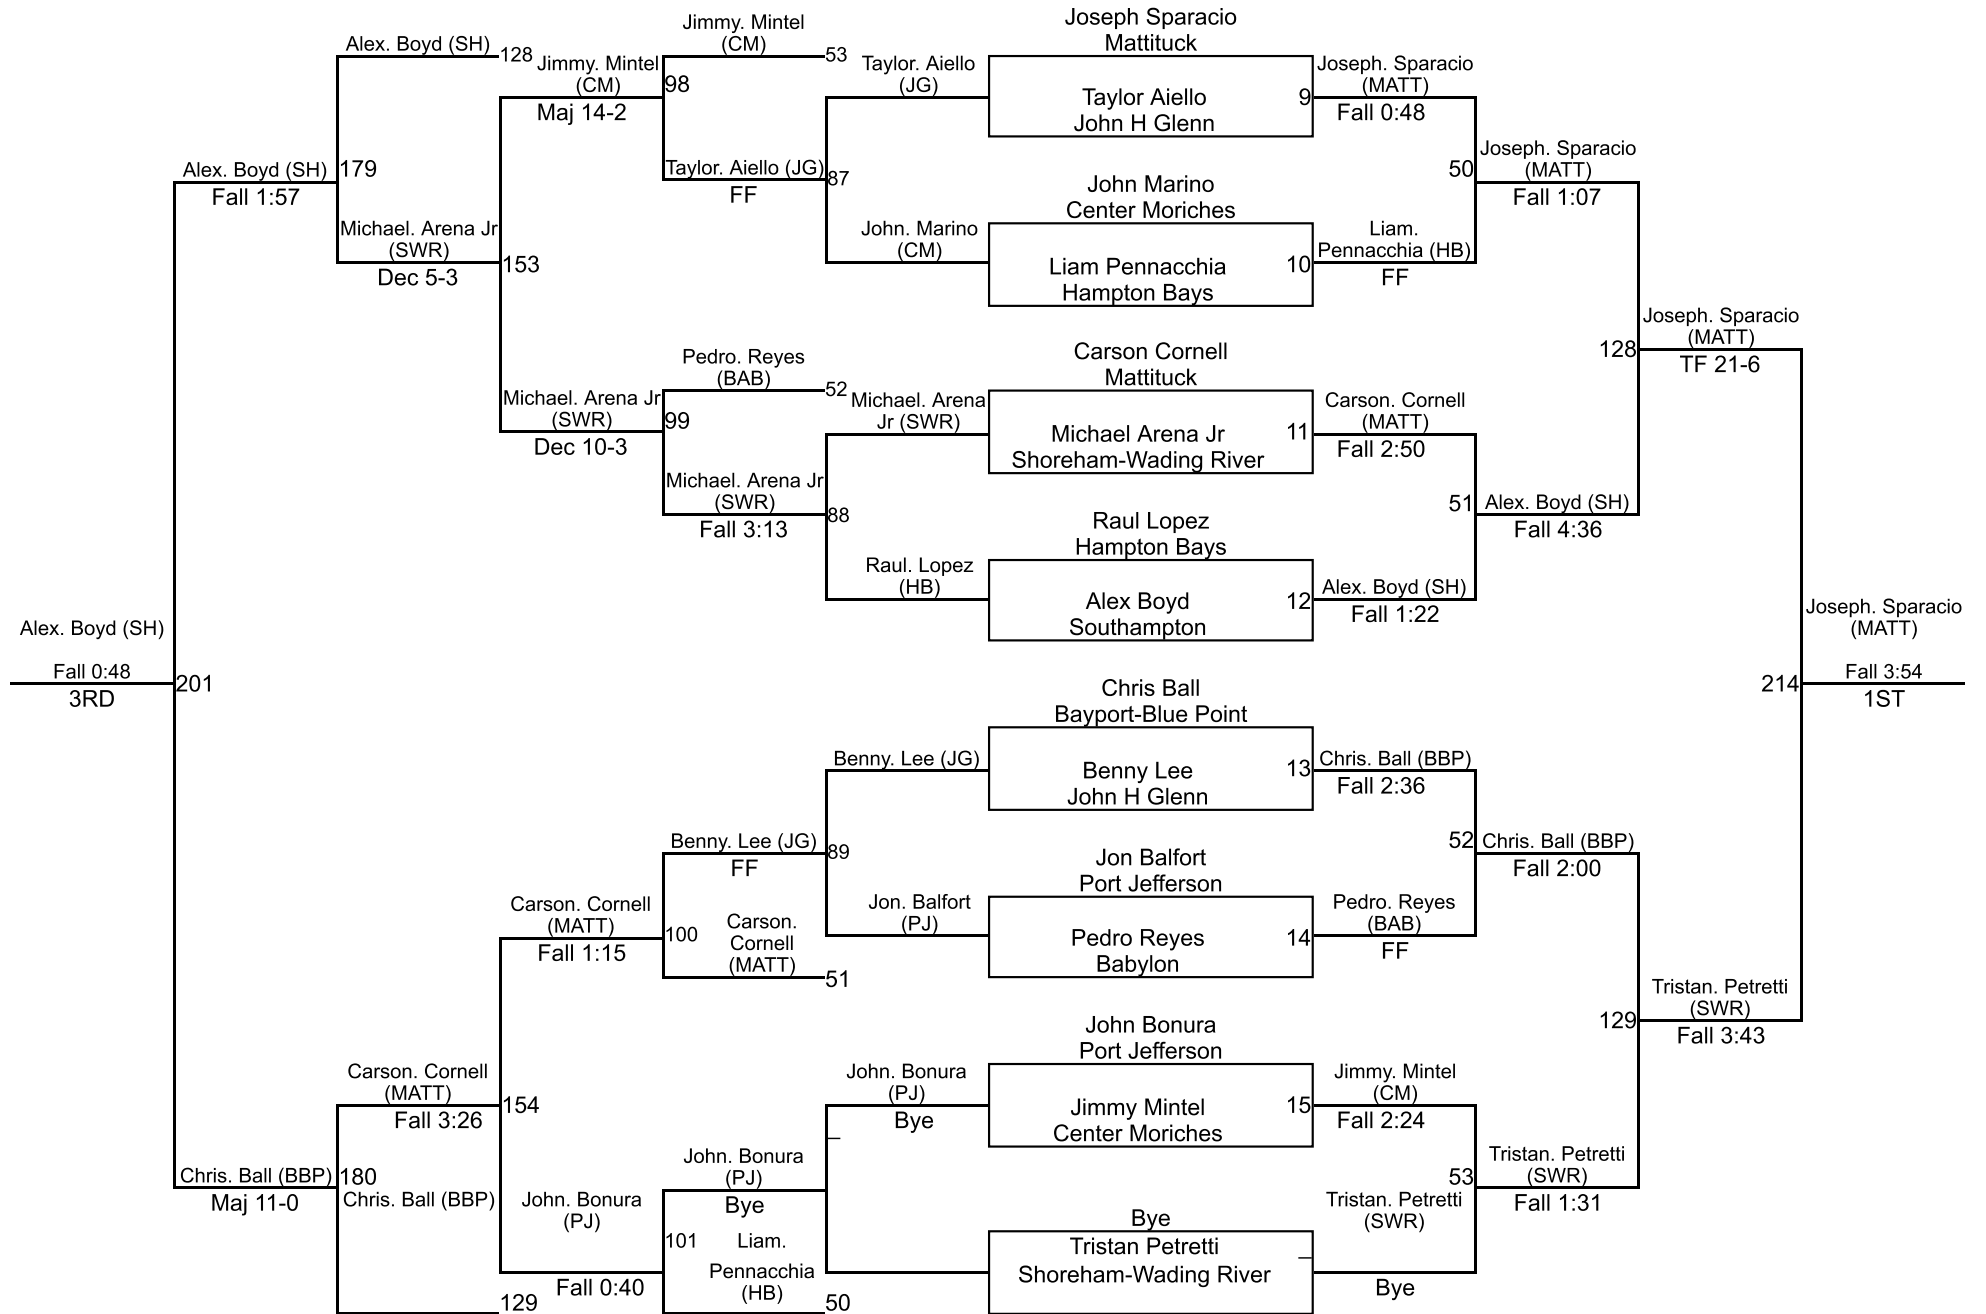 Joseph Sparacio
Mattituck
Jimmy. Mintel
(CM)
Alex. Boyd (SH)
128
53
Jimmy. Mintel
(CM)
Maj 14-2
98
Taylor. Aiello
(JG)
Taylor Aiello
John H Glenn
9
Joseph. Sparacio
(MATT)
Fall 0:48
Alex. Boyd (SH)
Fall 1:57
179
Taylor. Aiello (JG)
FF
87
50
Joseph. Sparacio
(MATT)
Fall 1:07
John Marino
Center Moriches
Michael. Arena Jr
(SWR)
Dec 5-3
153
John. Marino
(CM)
Liam Pennacchia
Hampton Bays
10
Liam.
Pennacchia (HB)
FF
Joseph. Sparacio
(MATT)
TF 21-6
128
Pedro. Reyes
(BAB)
52
Carson Cornell
Mattituck
Michael. Arena Jr
(SWR)
Dec 10-3
99
Michael. Arena
Jr (SWR)
Michael Arena Jr
Shoreham-Wading River
11
Carson. Cornell
(MATT)
Fall 2:50
Michael. Arena Jr
(SWR)
Fall 3:13
88
51
Alex. Boyd (SH)
Fall 4:36
Raul Lopez
Hampton Bays
Raul. Lopez
(HB)
Alex Boyd
Southampton
12
Alex. Boyd (SH)
Fall 1:22
Alex. Boyd (SH)
Fall 0:48
3RD
201
Joseph. Sparacio
(MATT)
214
Fall 3:54
1ST
Chris Ball
Bayport-Blue Point
Benny. Lee (JG)
Benny Lee
John H Glenn
13
Chris. Ball (BBP)
Fall 2:36
Benny. Lee (JG)
FF
89
52
Chris. Ball (BBP)
Fall 2:00
Jon Balfort
Port Jefferson
Carson. Cornell
(MATT)
Fall 1:15
100
Carson.
Cornell
(MATT)
51
Jon. Balfort
(PJ)
Pedro Reyes
Babylon
14
Pedro. Reyes
(BAB)
FF
129
Tristan. Petretti
(SWR)
Fall 3:43
John Bonura
Port Jefferson
Carson. Cornell
(MATT)
Fall 3:26
154
John. Bonura
(PJ)
Bye
Jimmy Mintel
Center Moriches
15
Jimmy. Mintel
(CM)
Fall 2:24
Chris. Ball (BBP)
Maj 11-0
180
Chris. Ball (BBP)
John. Bonura
(PJ)
Bye
53
Tristan. Petretti
(SWR)
Fall 1:31
John. Bonura
(PJ)
Fall 0:40
101
Liam.
Pennacchia
(HB)
50
129
Bye
Tristan Petretti
Shoreham-Wading River
Tristan. Petretti
(SWR)
Bye